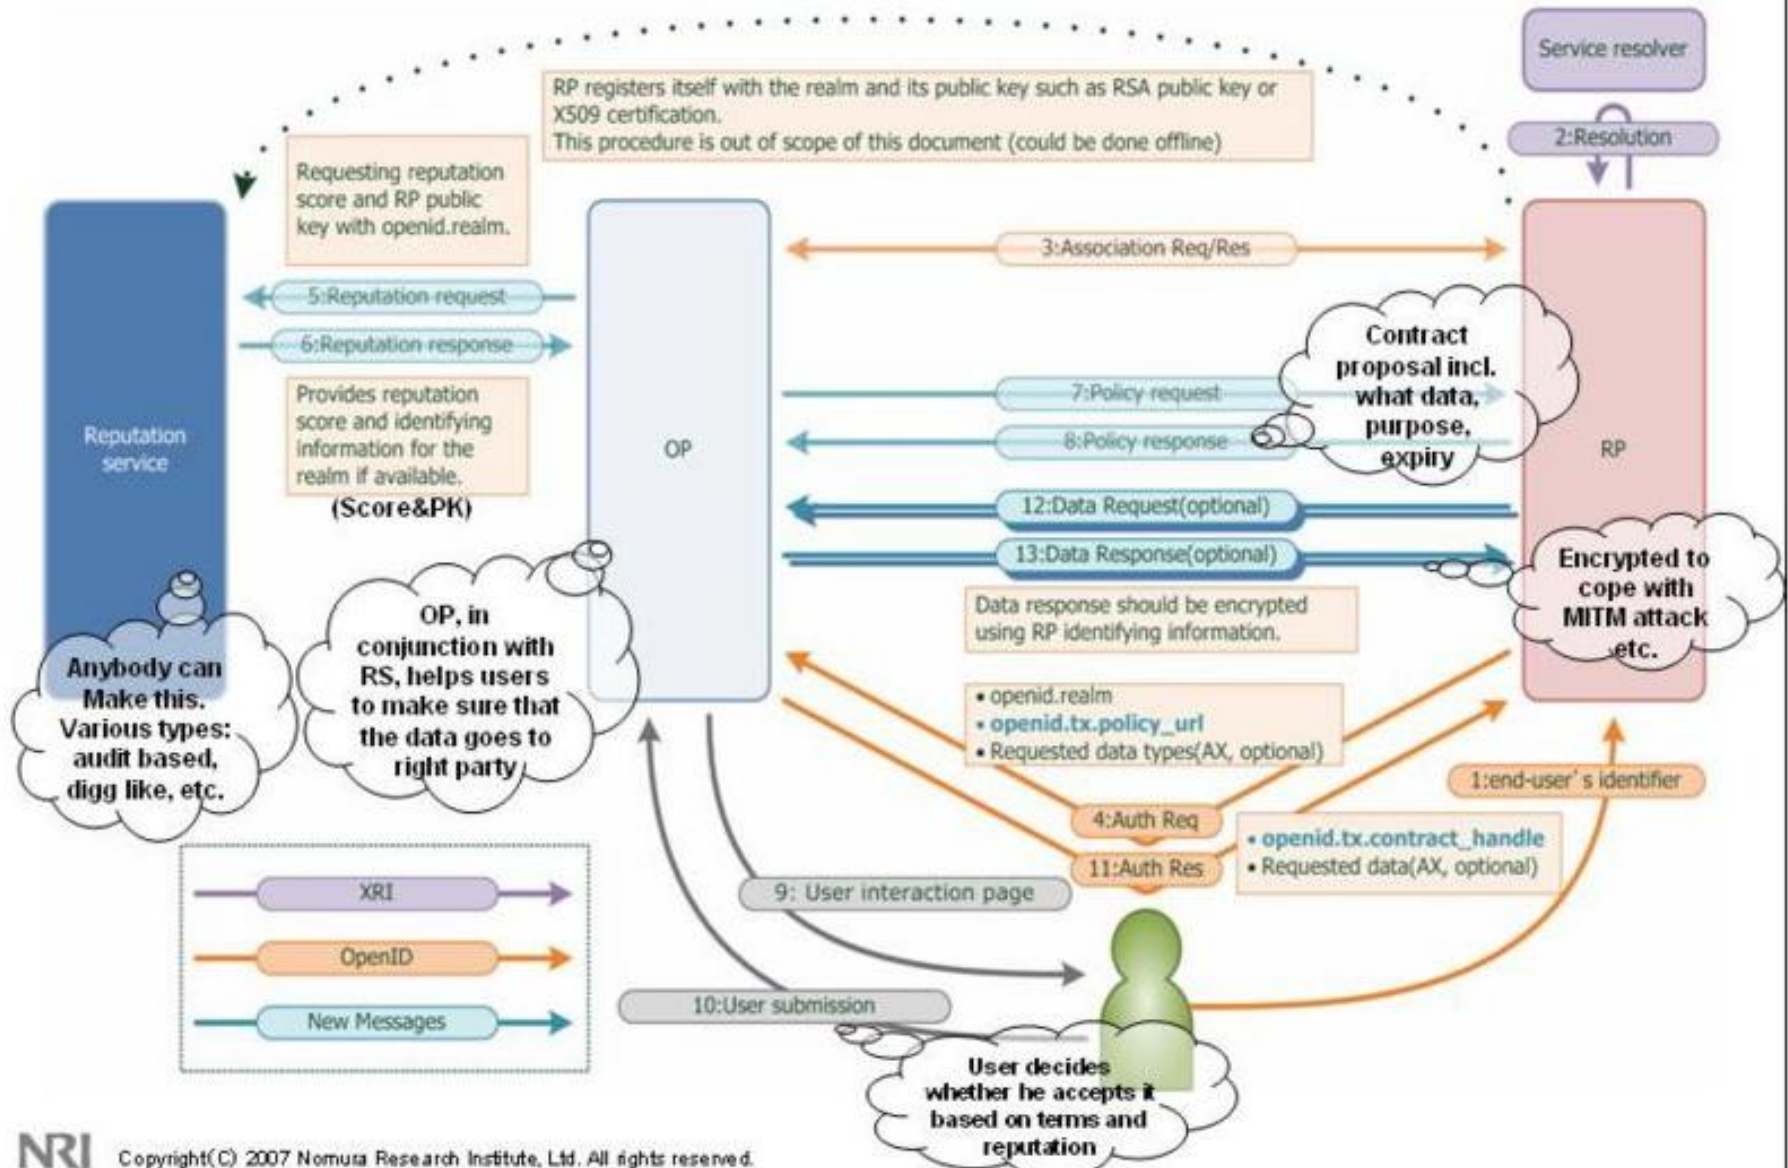 Service resolver
RP registers itself with the realm and its public key such as RSA public key or
X509 certification.
This procedure is out of scope of this document (could be done offline)
2:Resolution
Requesting reputation
score and RP public
key with openid.realm.
3:Association Req/Res
5:Reputation request
6:Reputation response
Contract
proposal incl.
what data,
purpose,
expiry
7:Policy request
8:Policy response
Provides reputation
score and identifying
information for the
realm if available.
(Score&PK)
Reputation
service
OP
RP
12:Data Request(optional)
13:Data Response(optional)
Encrypted to
cope with
MITM attack
etc.
Data response should be encrypted
using RP identifying information.
OP, in
conjunction with
RS, helps users
to make sure that
the data goes to
right party
Anybody can
Make this.
Various types:
audit based,
digg like, etc.
• openid.realm
• openid.tx.policy_url
• Requested data types(AX, optional)
1:end-user's identifier
4:Auth Req
11:Auth Res
• openid.tx.contract_handle
• Requested data(AX, optional)
9: User interaction page
10:User submission
XRI
OpenID
New Messages
User decides
whether he accepts it
based on terms and
reputation
NRI Copyright(C) 2007 Nomura Research Institute, Ltd. All rights reserved.